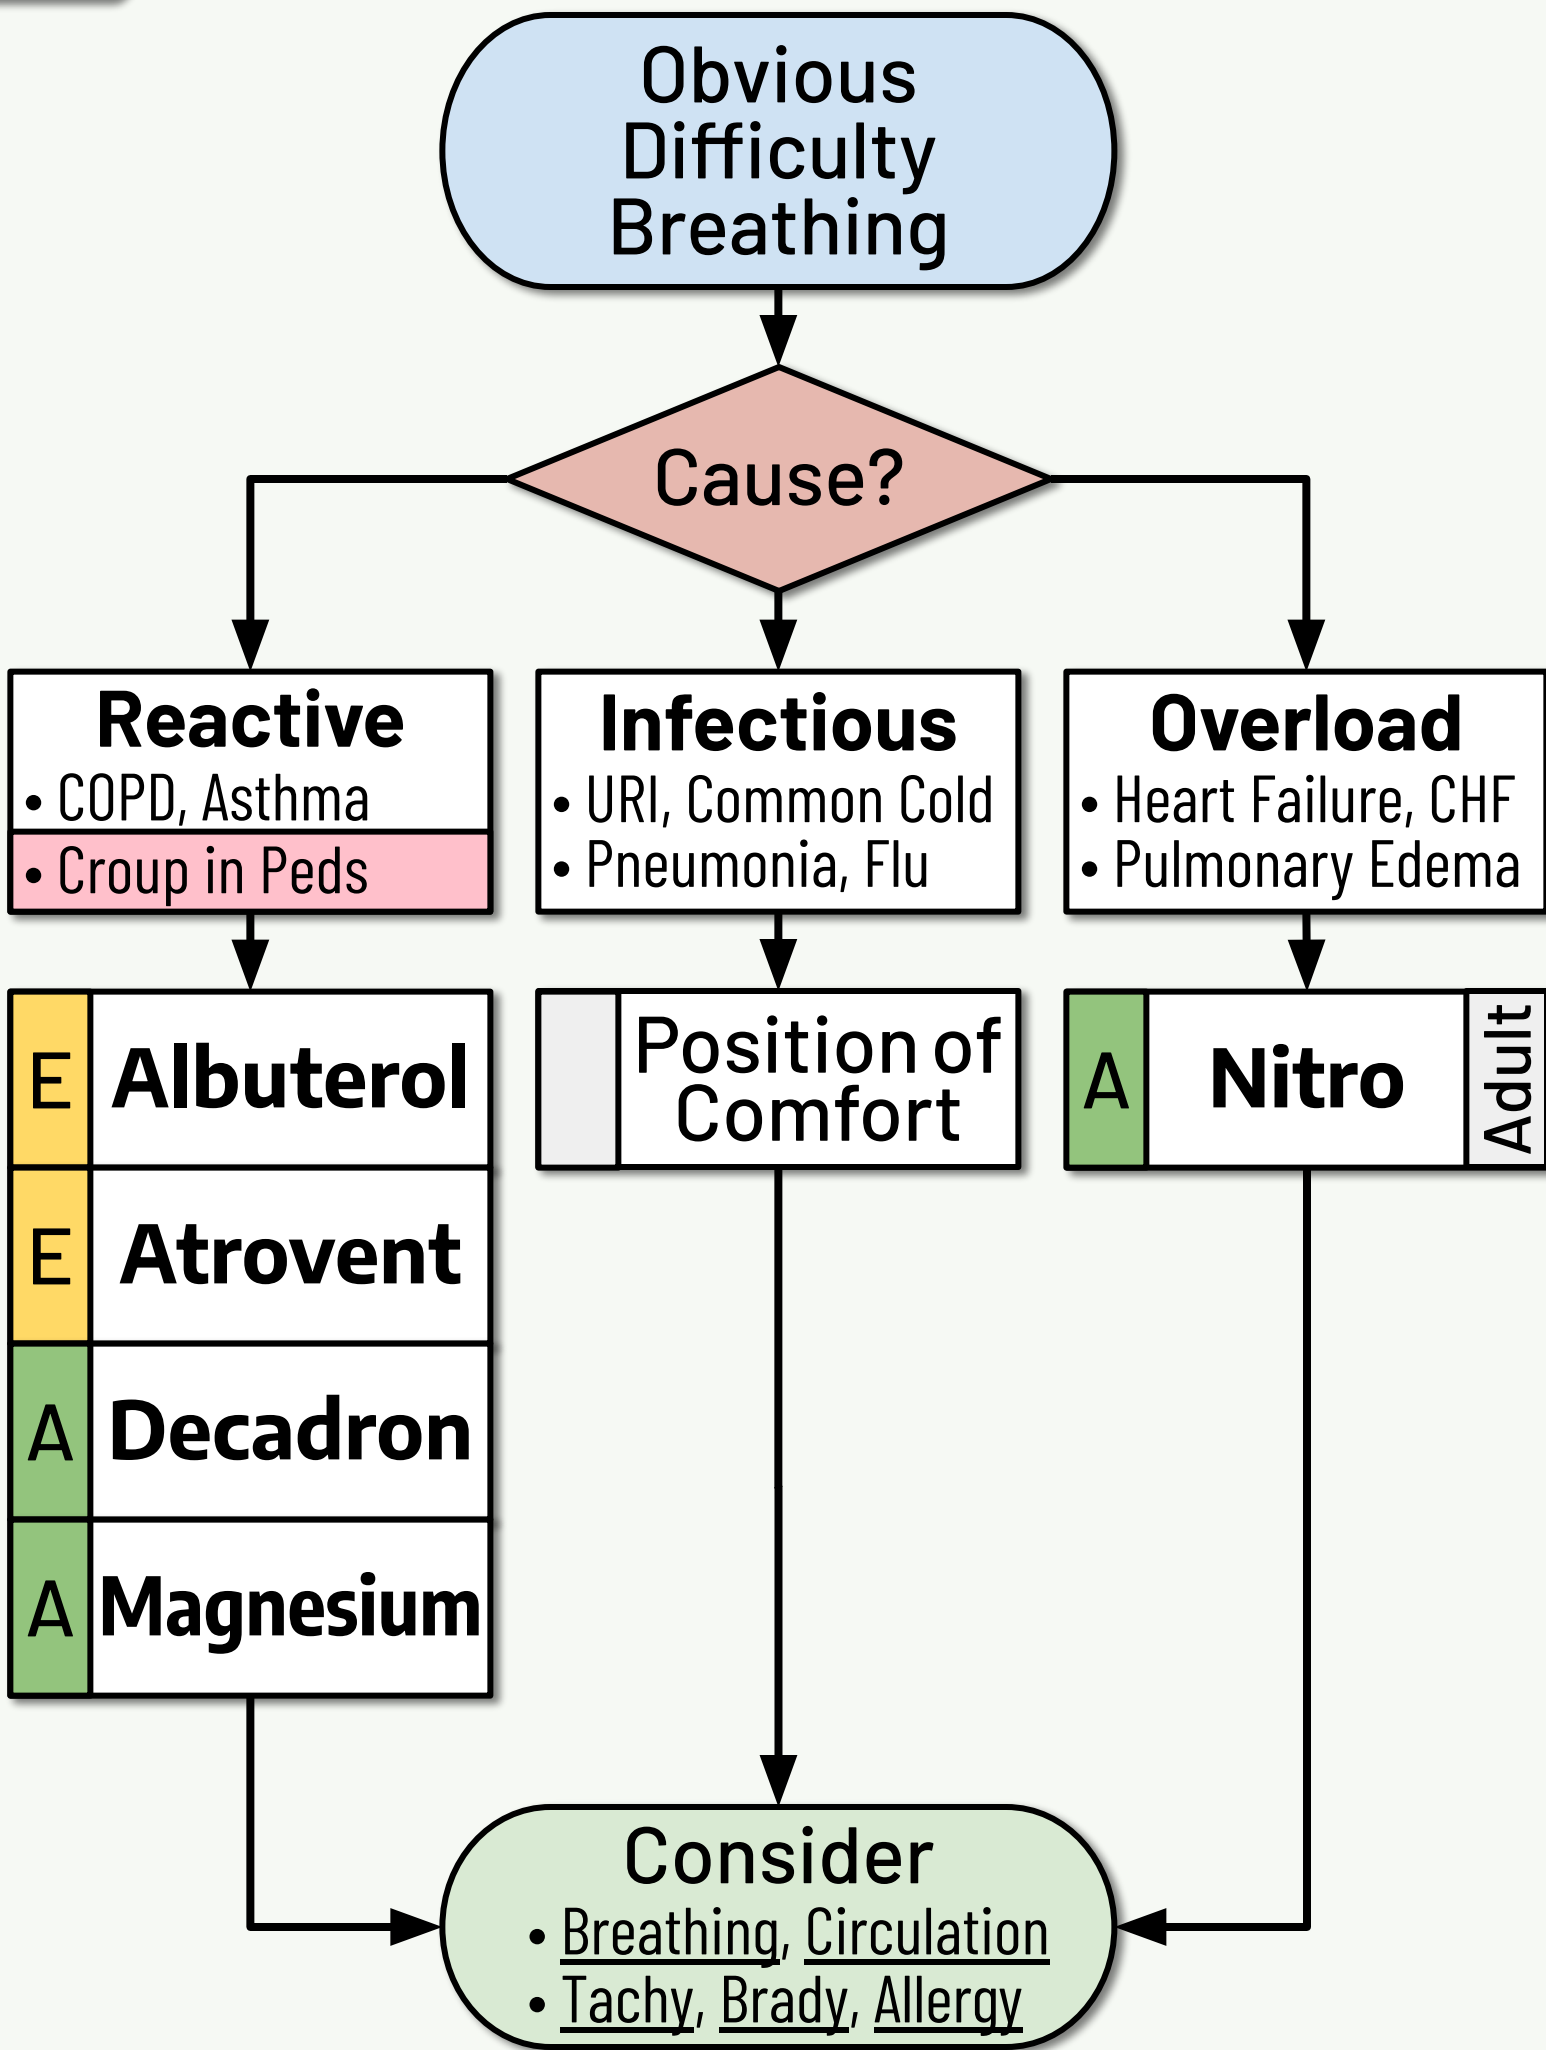 Obvious
Difficulty
Breathing
Cause?
Reactive
• COPD, Asthma
• Croup in Peds
Infectious
• URI, Common Cold
• Pneumonia, Flu
Overload
• Heart Failure, CHF
• Pulmonary Edema
E Albuterol
E Atrovent
A Decadron
A Magnesium
Position of
Comfort
A Nitro Adult
Consider
• Breathing, Circulation
• Tachy, Brady, Allergy